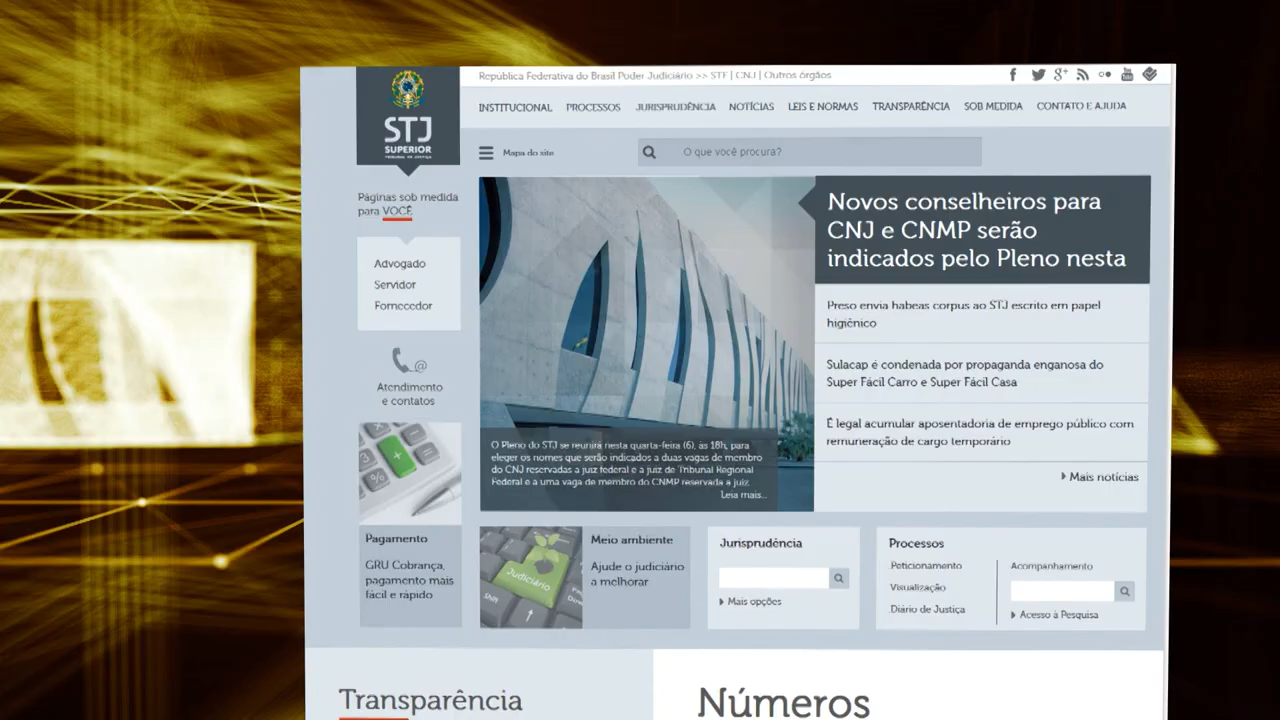 República Federativa do Brasil Poder Judiciário >> STF | CNJ | Outros órgãos
STJ
SUPERIOR
TRIBUNAL DE JUSTIÇA
INSTITUCIONAL PROCESSOS JURISPRUDÊNCIA NOTÍCIAS LEIS E NORMAS TRANSPARÊNCIA SOB MEDIDA CONTATO E AJUDA
Mapa do site
O que você procura?
Páginas sob medida
para VOCÊ
Advogado
Servidor
Fornecedor
Atendimento
e contatos
Novos conselheiros para
CNJ e CNMP serão
indicados pelo Pleno nesta
Preso envia habeas corpus ao STJ escrito em papel
higiênico
Sulacap é condenada por propaganda enganosa do
Super Fácil Carro e Super Fácil Casa
É legal acumular aposentadoria de emprego público com
remuneração de cargo temporário
Mais notícias
O Pleno do STJ se reunirá nesta quarta-feira (6), às 18h, para
eleger os nomes que serão indicados a duas vagas de membro
do CNJ reservadas a juiz federal e a juiz de Tribunal Regional
Federal e a uma vaga de membro do CNMP reservada a juiz.
Leia mais...
Pagamento
GRU Cobrança,
pagamento mais
fácil e rápido
Judiciário
Shift
Meio ambiente
Ajude o judiciário
a melhorar
Jurisprudência
Mais opções
Processos
Peticionamento
Visualização
Diário de Justiça
Acompanhamento
Acesso à Pesquisa
Transparência
Números